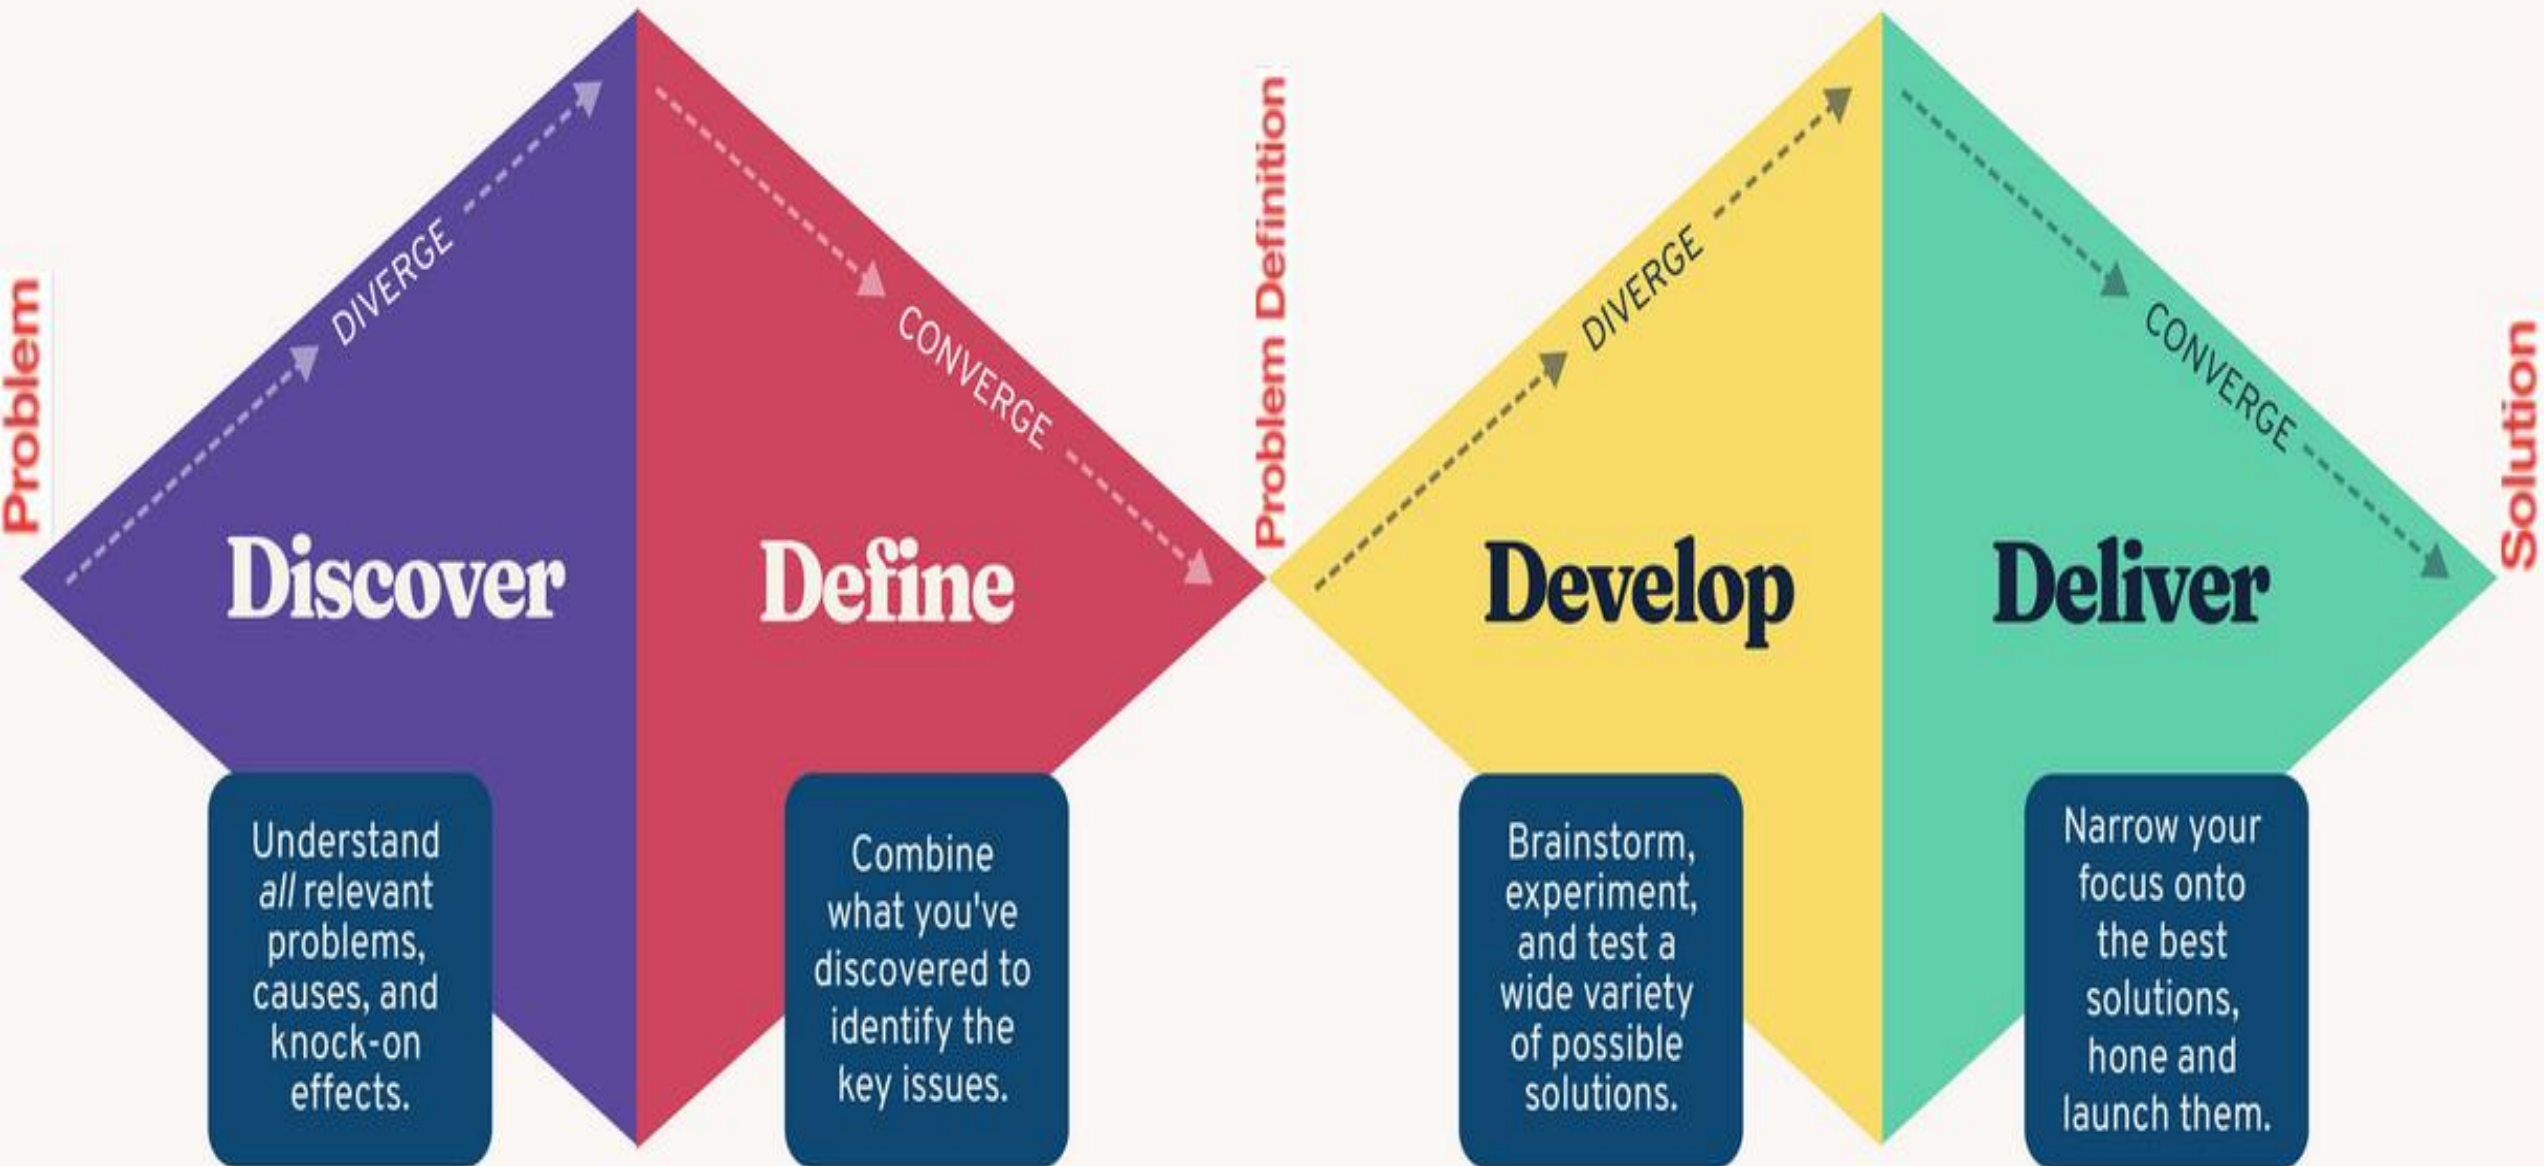 Problem
DIVERGE
CONVERGE
Discover
Define
Understand
all relevant
problems,
causes, and
knock-on
effects.
Combine
what you've
discovered to
identify the
key issues.
Problem Definition
DIVERGE
CONVERGE
Develop
Deliver
Brainstorm,
experiment,
and test a
wide variety
of possible
solutions.
Narrow your
focus onto
the best
solutions,
hone and
launch them.
Solution